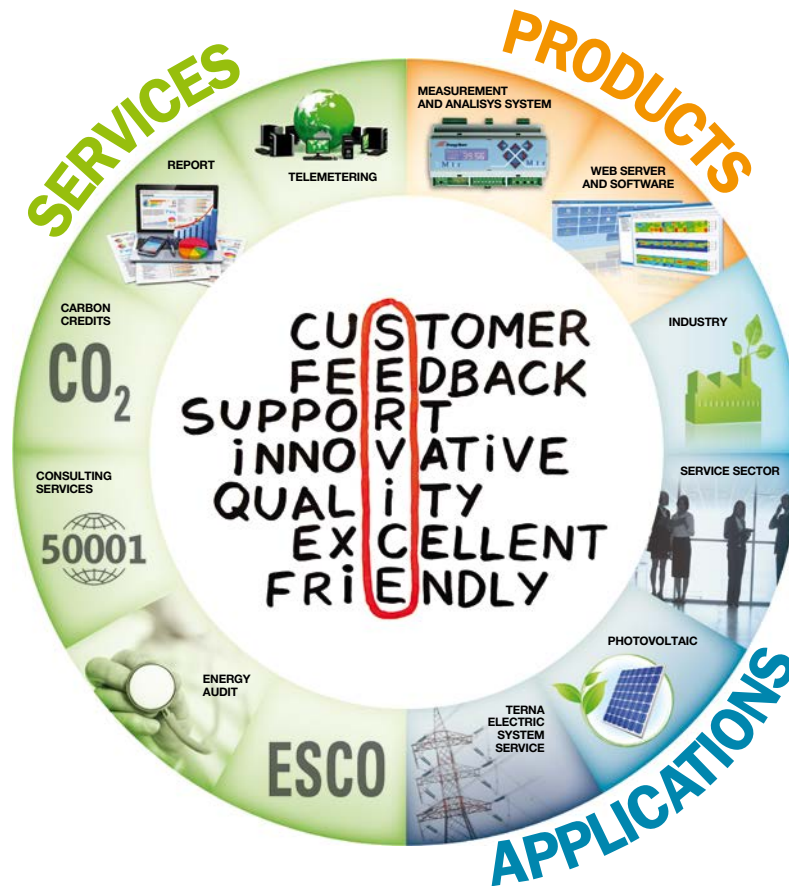 SERVICES
PRODUCTS
APPLICATIONS
TELEMETERING
REPORT
CARBON
CREDITS
CO2
CONSULTING
SERVICES
50001
ENERGY
AUDIT
ESCO
MEASUREMENT
AND ANALISYS SYSTEM
WEB SERVER
AND SOFTWARE
INDUSTRY
SERVICE SECTOR
PHOTOVOLTAIC
TERNA
ELECTRIC
SYSTEM
SERVICE
CUSTOMER
FEEDBACK
SUPPORT
iNNOVATiVE
QUALiTY
EXCELLENT
FRiENDLY